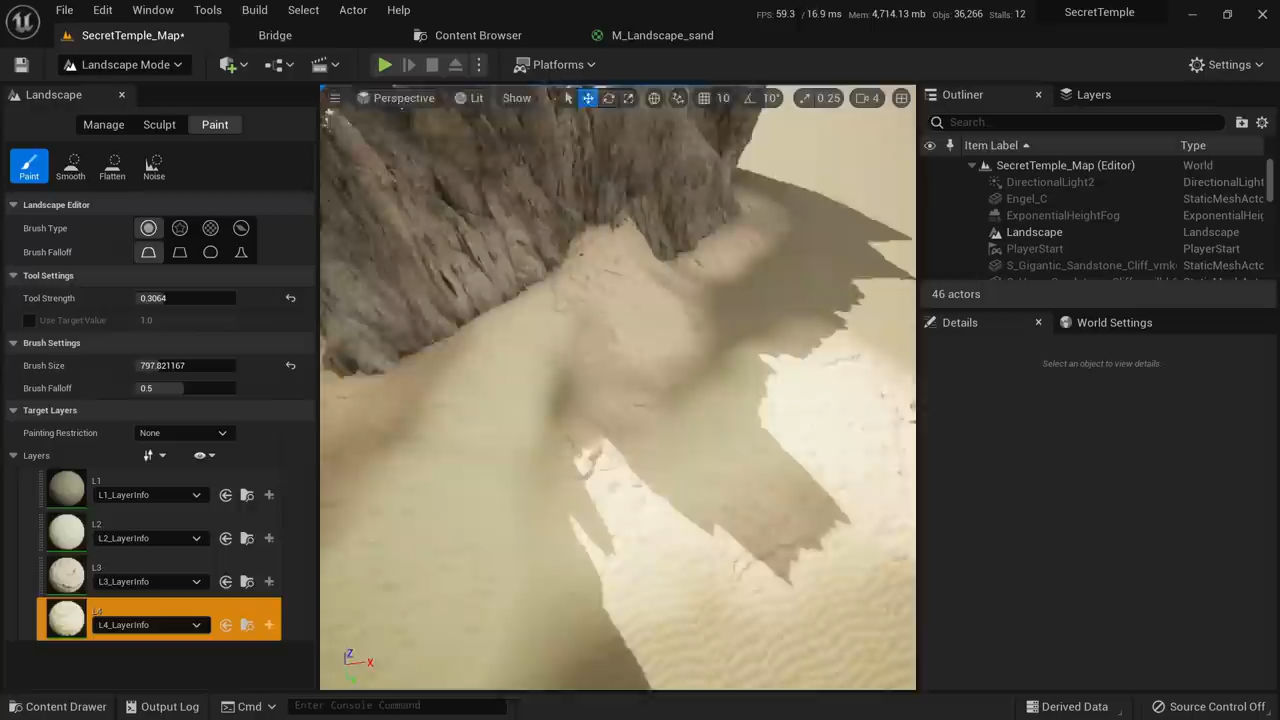 File Edit Window Tools Build Select Actor Help
FPS: 59.3 / 16.9 ms Mem: 4,714.13 mb Objs: 36,266 Stalls: 12
SecretTemple
SecretTemple_Map*
Bridge
Content Browser
M_Landscape_sand
Landscape Mode
Platforms
Settings
Landscape
Perspective
Lit
Show
10
10°
0.25
4
Outliner
Layers
Manage
Sculpt
Paint
Search...
Item Label
Type
Paint
Smooth
Flatten
Noise
SecretTemple_Map (Editor) World
DirectionalLight2 DirectionalLight
Engel_C StaticMeshActo
ExponentialHeightFog ExponentialHeig
Landscape Landscape
PlayerStart PlayerStart
S_Gigantic_Sandstone_Cliff_vmk StaticMeshActo
46 actors
Landscape Editor
Brush Type
Brush Falloff
Tool Settings
Tool Strength 0.3064
Use Target Value 1.0
Brush Settings
Brush Size 797.821167
Brush Falloff 0.5
Target Layers
Painting Restriction None
Layers
L1
L1_LayerInfo
L2
L2_LayerInfo
L3
L3_LayerInfo
L4
L4_LayerInfo
Details
World Settings
Select an object to view details.
Z
X
Content Drawer
Output Log
Cmd
Enter Console Command
Derived Data
Source Control Off